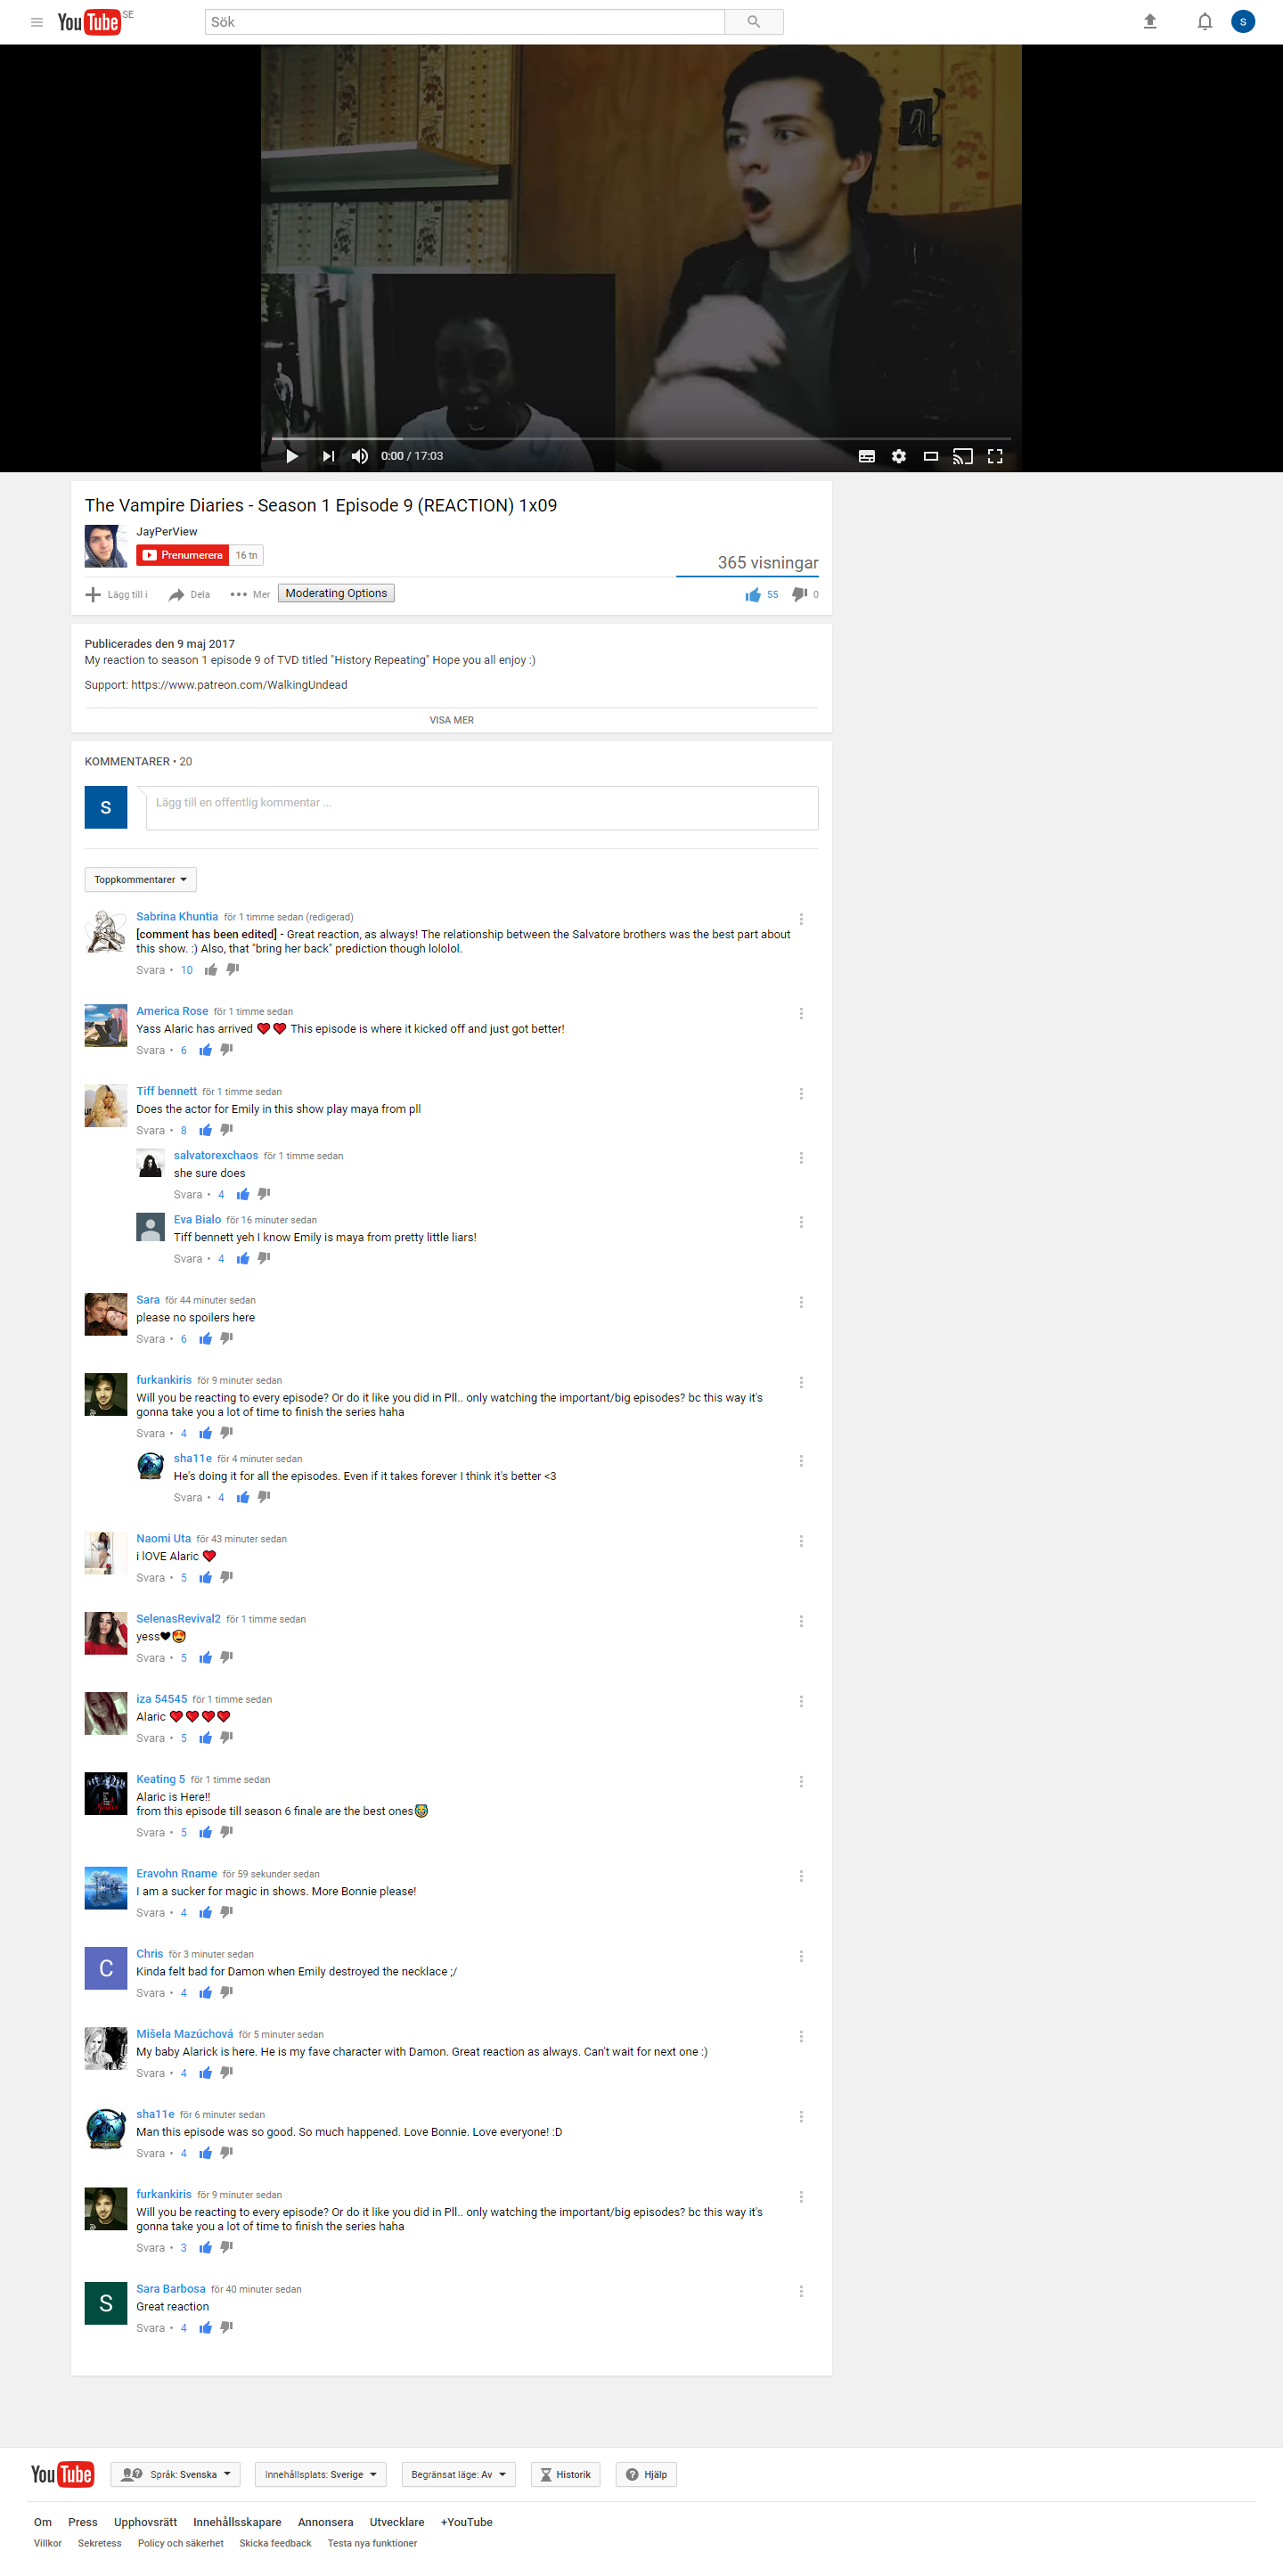 YouTube SE
Sök
S
0:00 / 17:03
The Vampire Diaries - Season 1 Episode 9 (REACTION) 1x09
JayPerView
Prenumerera 16 tn
365 visningar
Lägg till i Dela Mer Moderating Options 55 0
Publicerades den 9 maj 2017
My reaction to season 1 episode 9 of TVD titled "History Repeating" Hope you all enjoy :)
Support: https://www.patreon.com/WalkingUndead
VISA MER
KOMMENTARER • 20
S
Lägg till en offentlig kommentar ...
Toppkommentarer
Sabrina Khuntia för 1 timme sedan (redigerad)
[comment has been edited] - Great reaction, as always! The relationship between the Salvatore brothers was the best part about
this show. :) Also, that "bring her back" prediction though lololol.
Svara • 10
America Rose för 1 timme sedan
Yass Alaric has arrived ❤❤ This episode is where it kicked off and just got better!
Svara • 6
Tiff bennett för 1 timme sedan
Does the actor for Emily in this show play maya from pll
Svara • 8
salvatorexchaos för 1 timme sedan
she sure does
Svara • 4
Eva Bialo för 16 minuter sedan
Tiff bennett yeh I know Emily is maya from pretty little liars!
Svara • 4
Sara för 44 minuter sedan
please no spoilers here
Svara • 6
furkankiris för 9 minuter sedan
Will you be reacting to every episode? Or do it like you did in Pll.. only watching the important/big episodes? bc this way it's
gonna take you a lot of time to finish the series haha
Svara • 4
sha11e för 4 minuter sedan
He's doing it for all the episodes. Even if it takes forever I think it's better <3
Svara • 4
Naomi Uta för 43 minuter sedan
i lOVE Alaric ❤
Svara • 5
SelenasRevival2 för 1 timme sedan
yess🖤😍
Svara • 5
iza 54545 för 1 timme sedan
Alaric ❤❤❤❤
Svara • 5
Keating 5 för 1 timme sedan
Alaric is Here!!
from this episode till season 6 finale are the best ones
Svara • 5
Eravohn Rname för 59 sekunder sedan
I am a sucker for magic in shows. More Bonnie please!
Svara • 4
C
Chris för 3 minuter sedan
Kinda felt bad for Damon when Emily destroyed the necklace ;/
Svara • 4
Mišela Mazúchová för 5 minuter sedan
My baby Alarick is here. He is my fave character with Damon. Great reaction as always. Can't wait for next one :)
Svara • 4
sha11e för 6 minuter sedan
Man this episode was so good. So much happened. Love Bonnie. Love everyone! :D
Svara • 4
furkankiris för 9 minuter sedan
Will you be reacting to every episode? Or do it like you did in Pll.. only watching the important/big episodes? bc this way it's
gonna take you a lot of time to finish the series haha
Svara • 3
S
Sara Barbosa för 40 minuter sedan
Great reaction
Svara • 4
YouTube Språk: Svenska Innehållsplats: Sverige Begränsat läge: Av Historik Hjälp
Om Press Upphovsrätt Innehållsskapare Annonsera Utvecklare +YouTube
Villkor Sekretess Policy och säkerhet Skicka feedback Testa nya funktioner